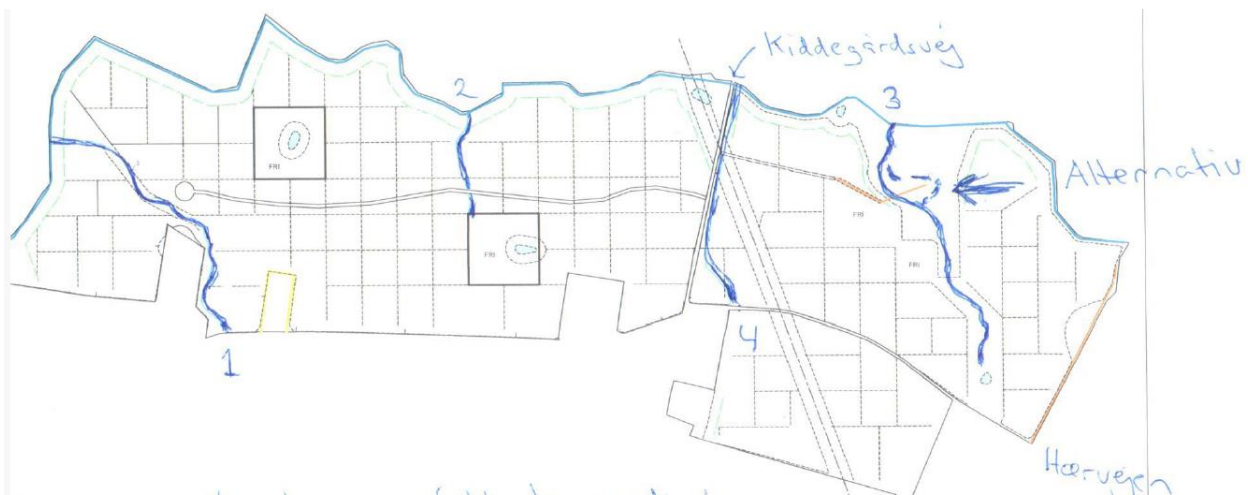 Kiddegårdsvej
2
3
Alternativ
FRI
FRI
FRI
FRI
1
4
Hærvejen